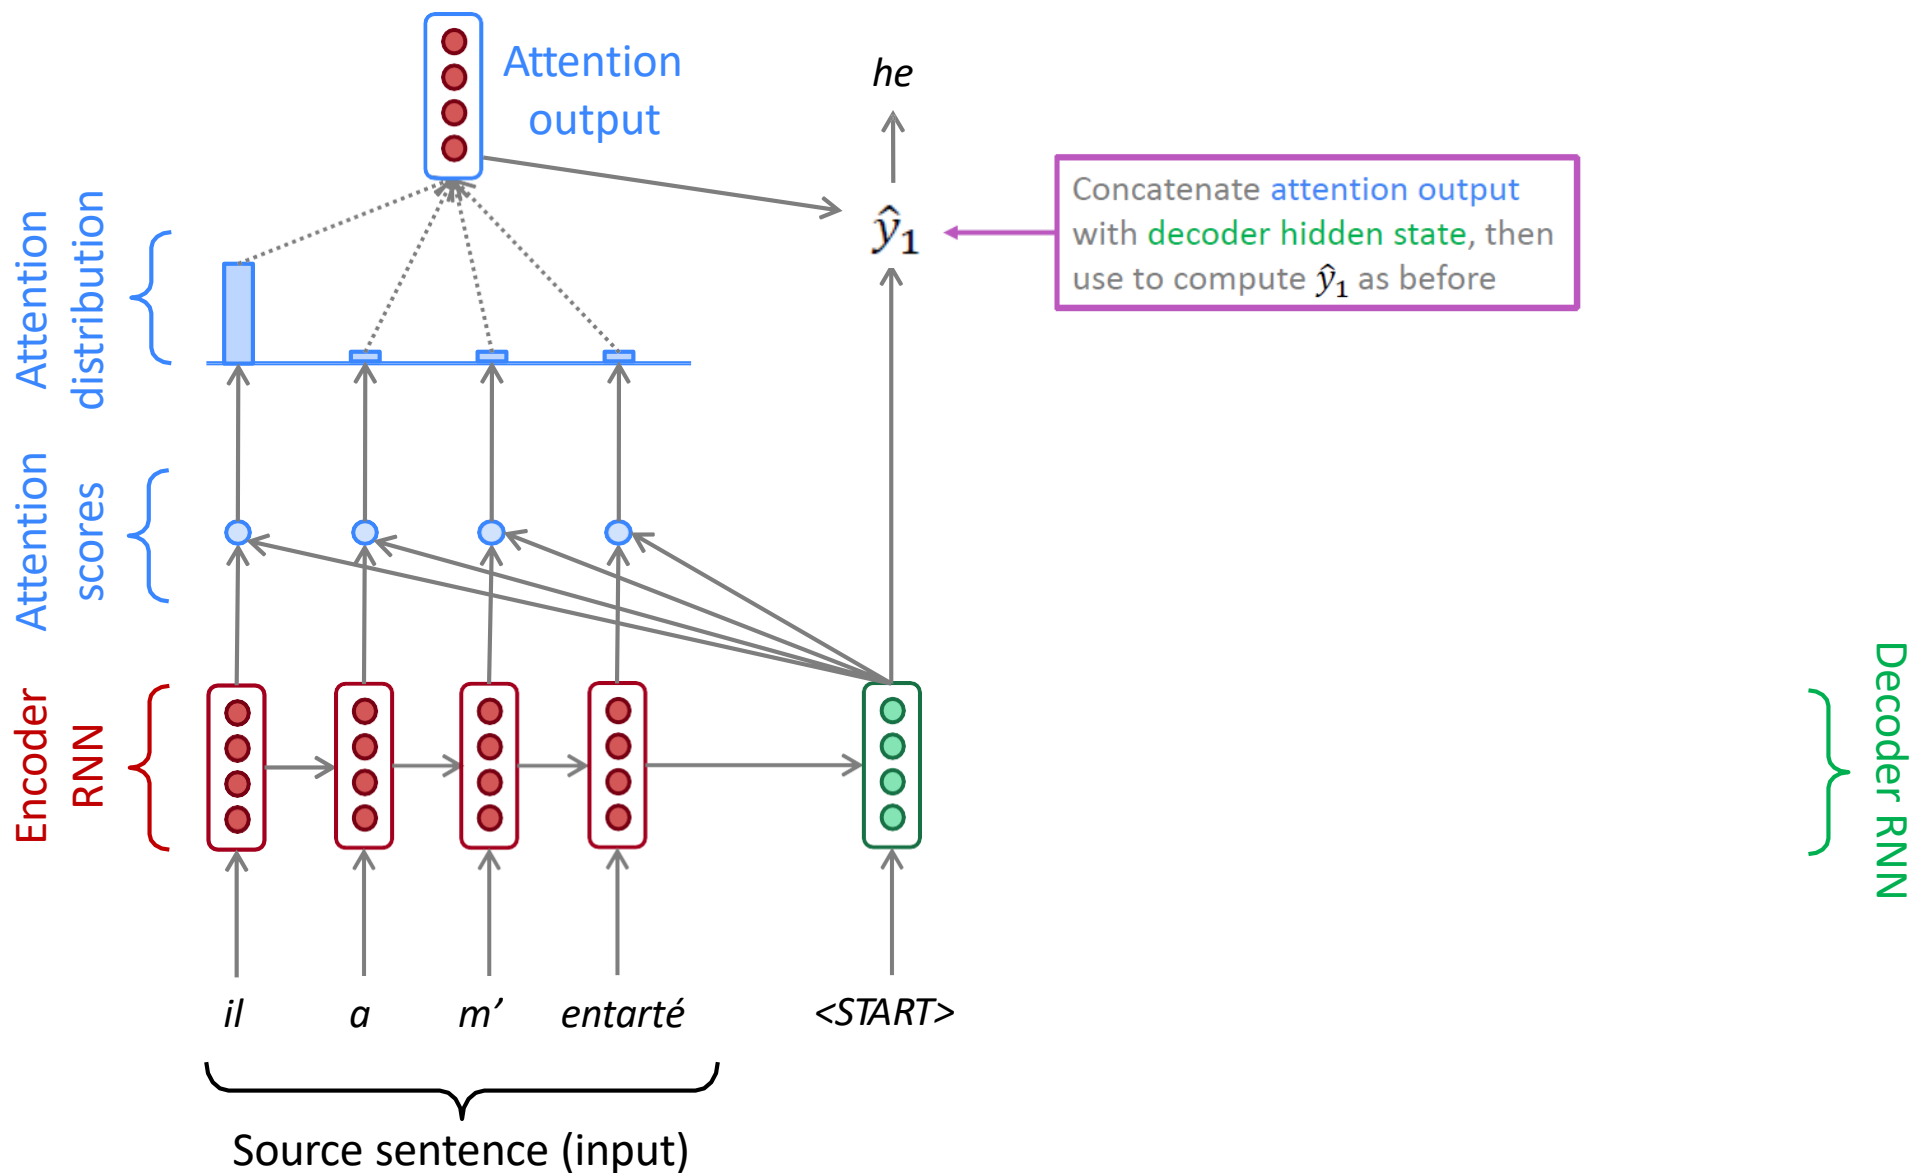 Attention
output
he
Concatenate attention output
with decoder hidden state, then
use to compute ŷ₁ as before
ŷ₁
Attention
distribution
Attention
scores
Encoder
RNN
Decoder RNN
il a m’ entarté <START>
Source sentence (input)